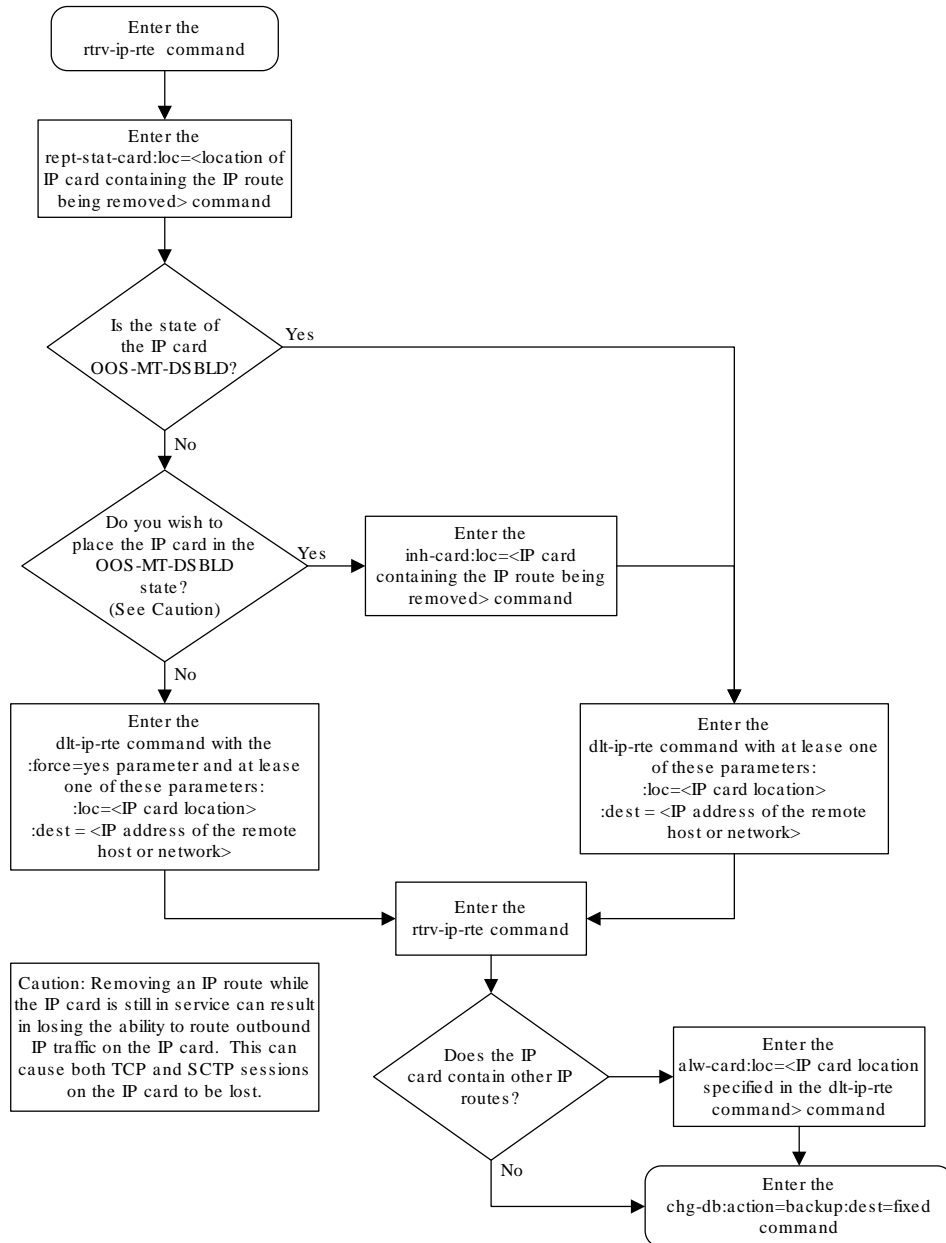 Enter the
rtrv-ip-rte command
Enter the
rept-stat-card:loc=<location of
IP card containing the IP route
being removed> command
Is the state of
the IP card
OOS-MT-DSBLD?
Yes
No
Do you wish to
place the IP card in the
OOS-MT-DSBLD
state?
(See Caution)
Yes
Enter the
inh-card:loc=<IP card
containing the IP route being
removed> command
No
Enter the
dlt-ip-rte command with the
:force=yes parameter and at lease
one of these parameters:
:loc=<IP card location>
:dest = <IP address of the remote
host or network>
Enter the
dlt-ip-rte command with at lease one
of these parameters:
:loc=<IP card location>
:dest = <IP address of the remote
host or network>
Enter the
rtrv-ip-rte command
Caution: Removing an IP route while
the IP card is still in service can result
in losing the ability to route outbound
IP traffic on the IP card. This can
cause both TCP and SCTP sessions
on the IP card to be lost.
Does the IP
card contain other IP
routes?
Enter the
alw-card:loc=<IP card location
specified in the dlt-ip-rte
command> command
No
Enter the
chg-db:action=backup:dest=fixed
command